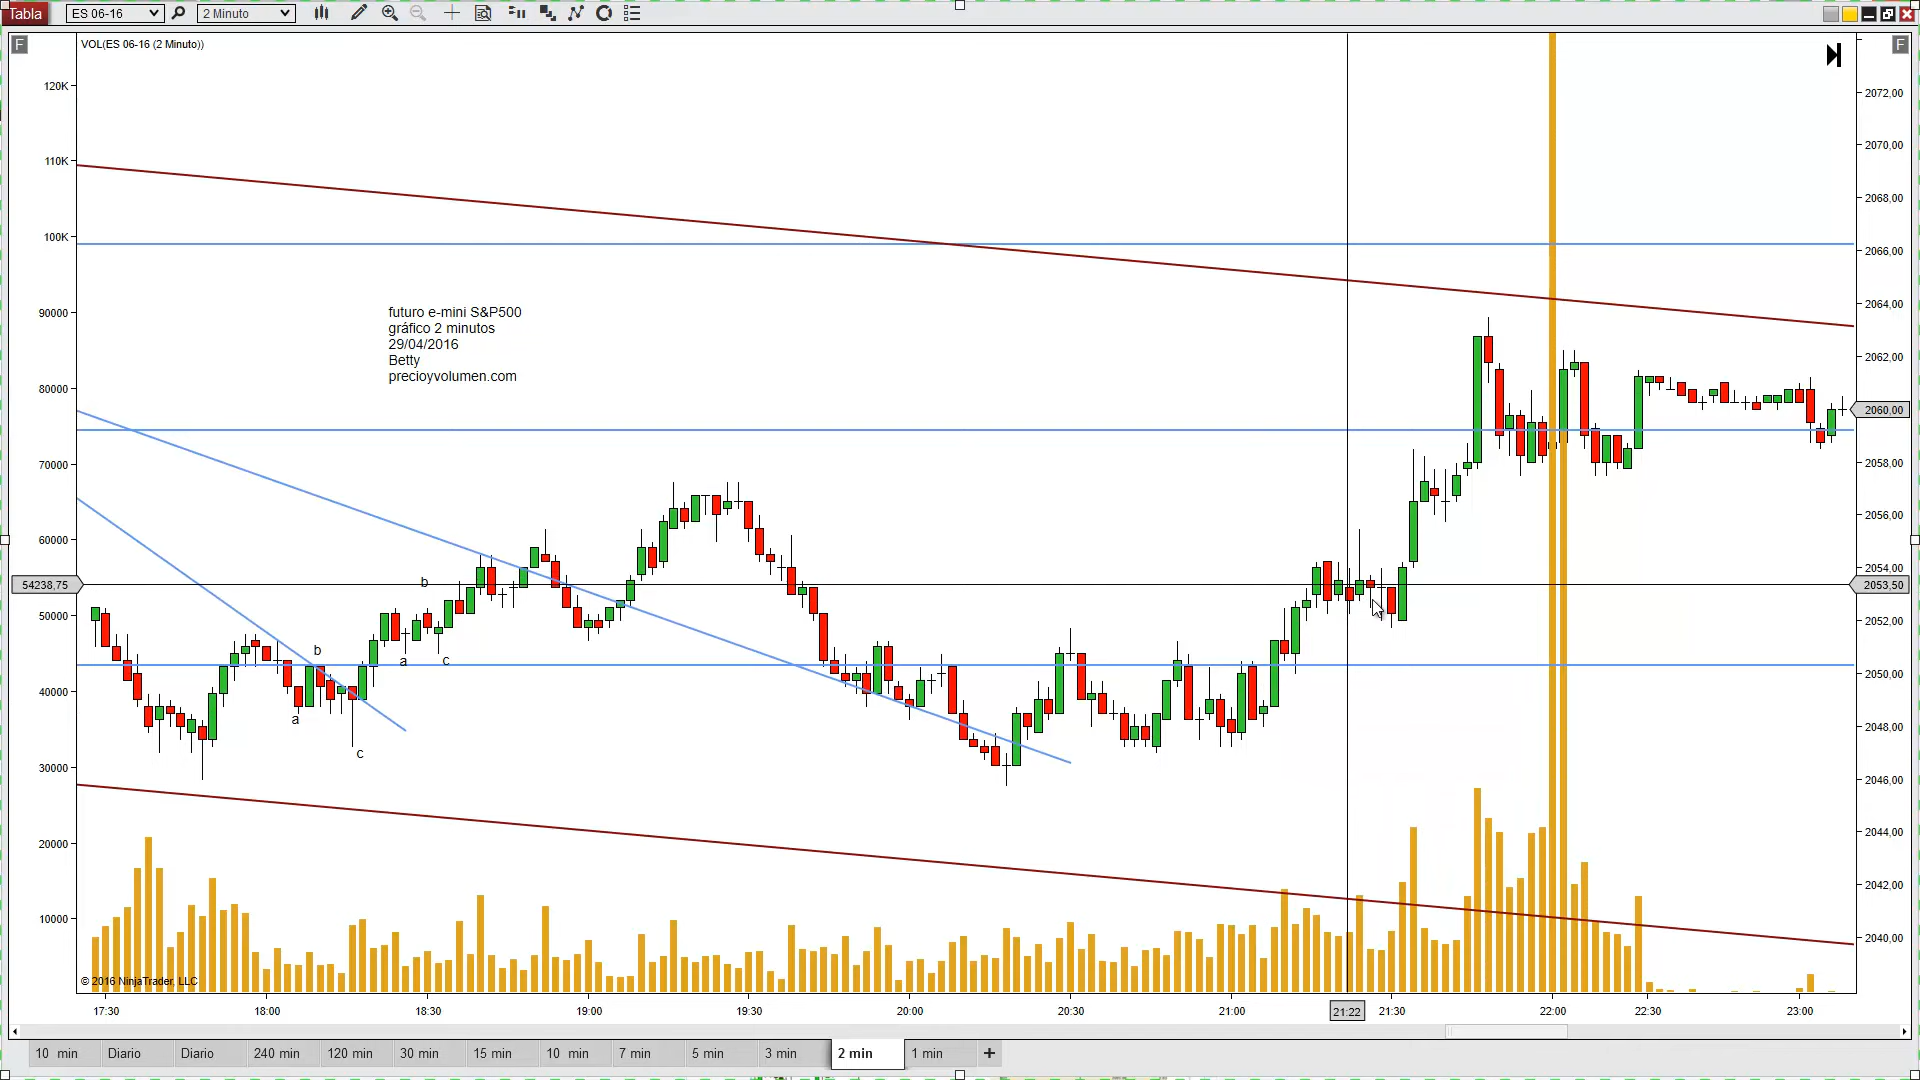 Tabla ES 06-16 2 Minuto
F VOL(ES 06-16 (2 Minuto)) F
120K
110K
100K
90000
80000
70000
60000
54238,75
50000
40000
30000
20000
10000
futuro e-mini S&P500
gráfico 2 minutos
29/04/2016
Betty
precioyvolumen.com
a
b
c
a
b
c
2072,00
2070,00
2068,00
2066,00
2064,00
2062,00
2060,00
2058,00
2056,00
2054,00
2053,50
2052,00
2050,00
2048,00
2046,00
2044,00
2042,00
2040,00
© 2016 NinjaTrader, LLC
17:30 18:00 18:30 19:00 19:30 20:00 20:30 21:00 21:22 21:30 22:00 22:30 23:00
10 min Diario Diario 240 min 120 min 30 min 15 min 10 min 7 min 5 min 3 min 2 min 1 min +